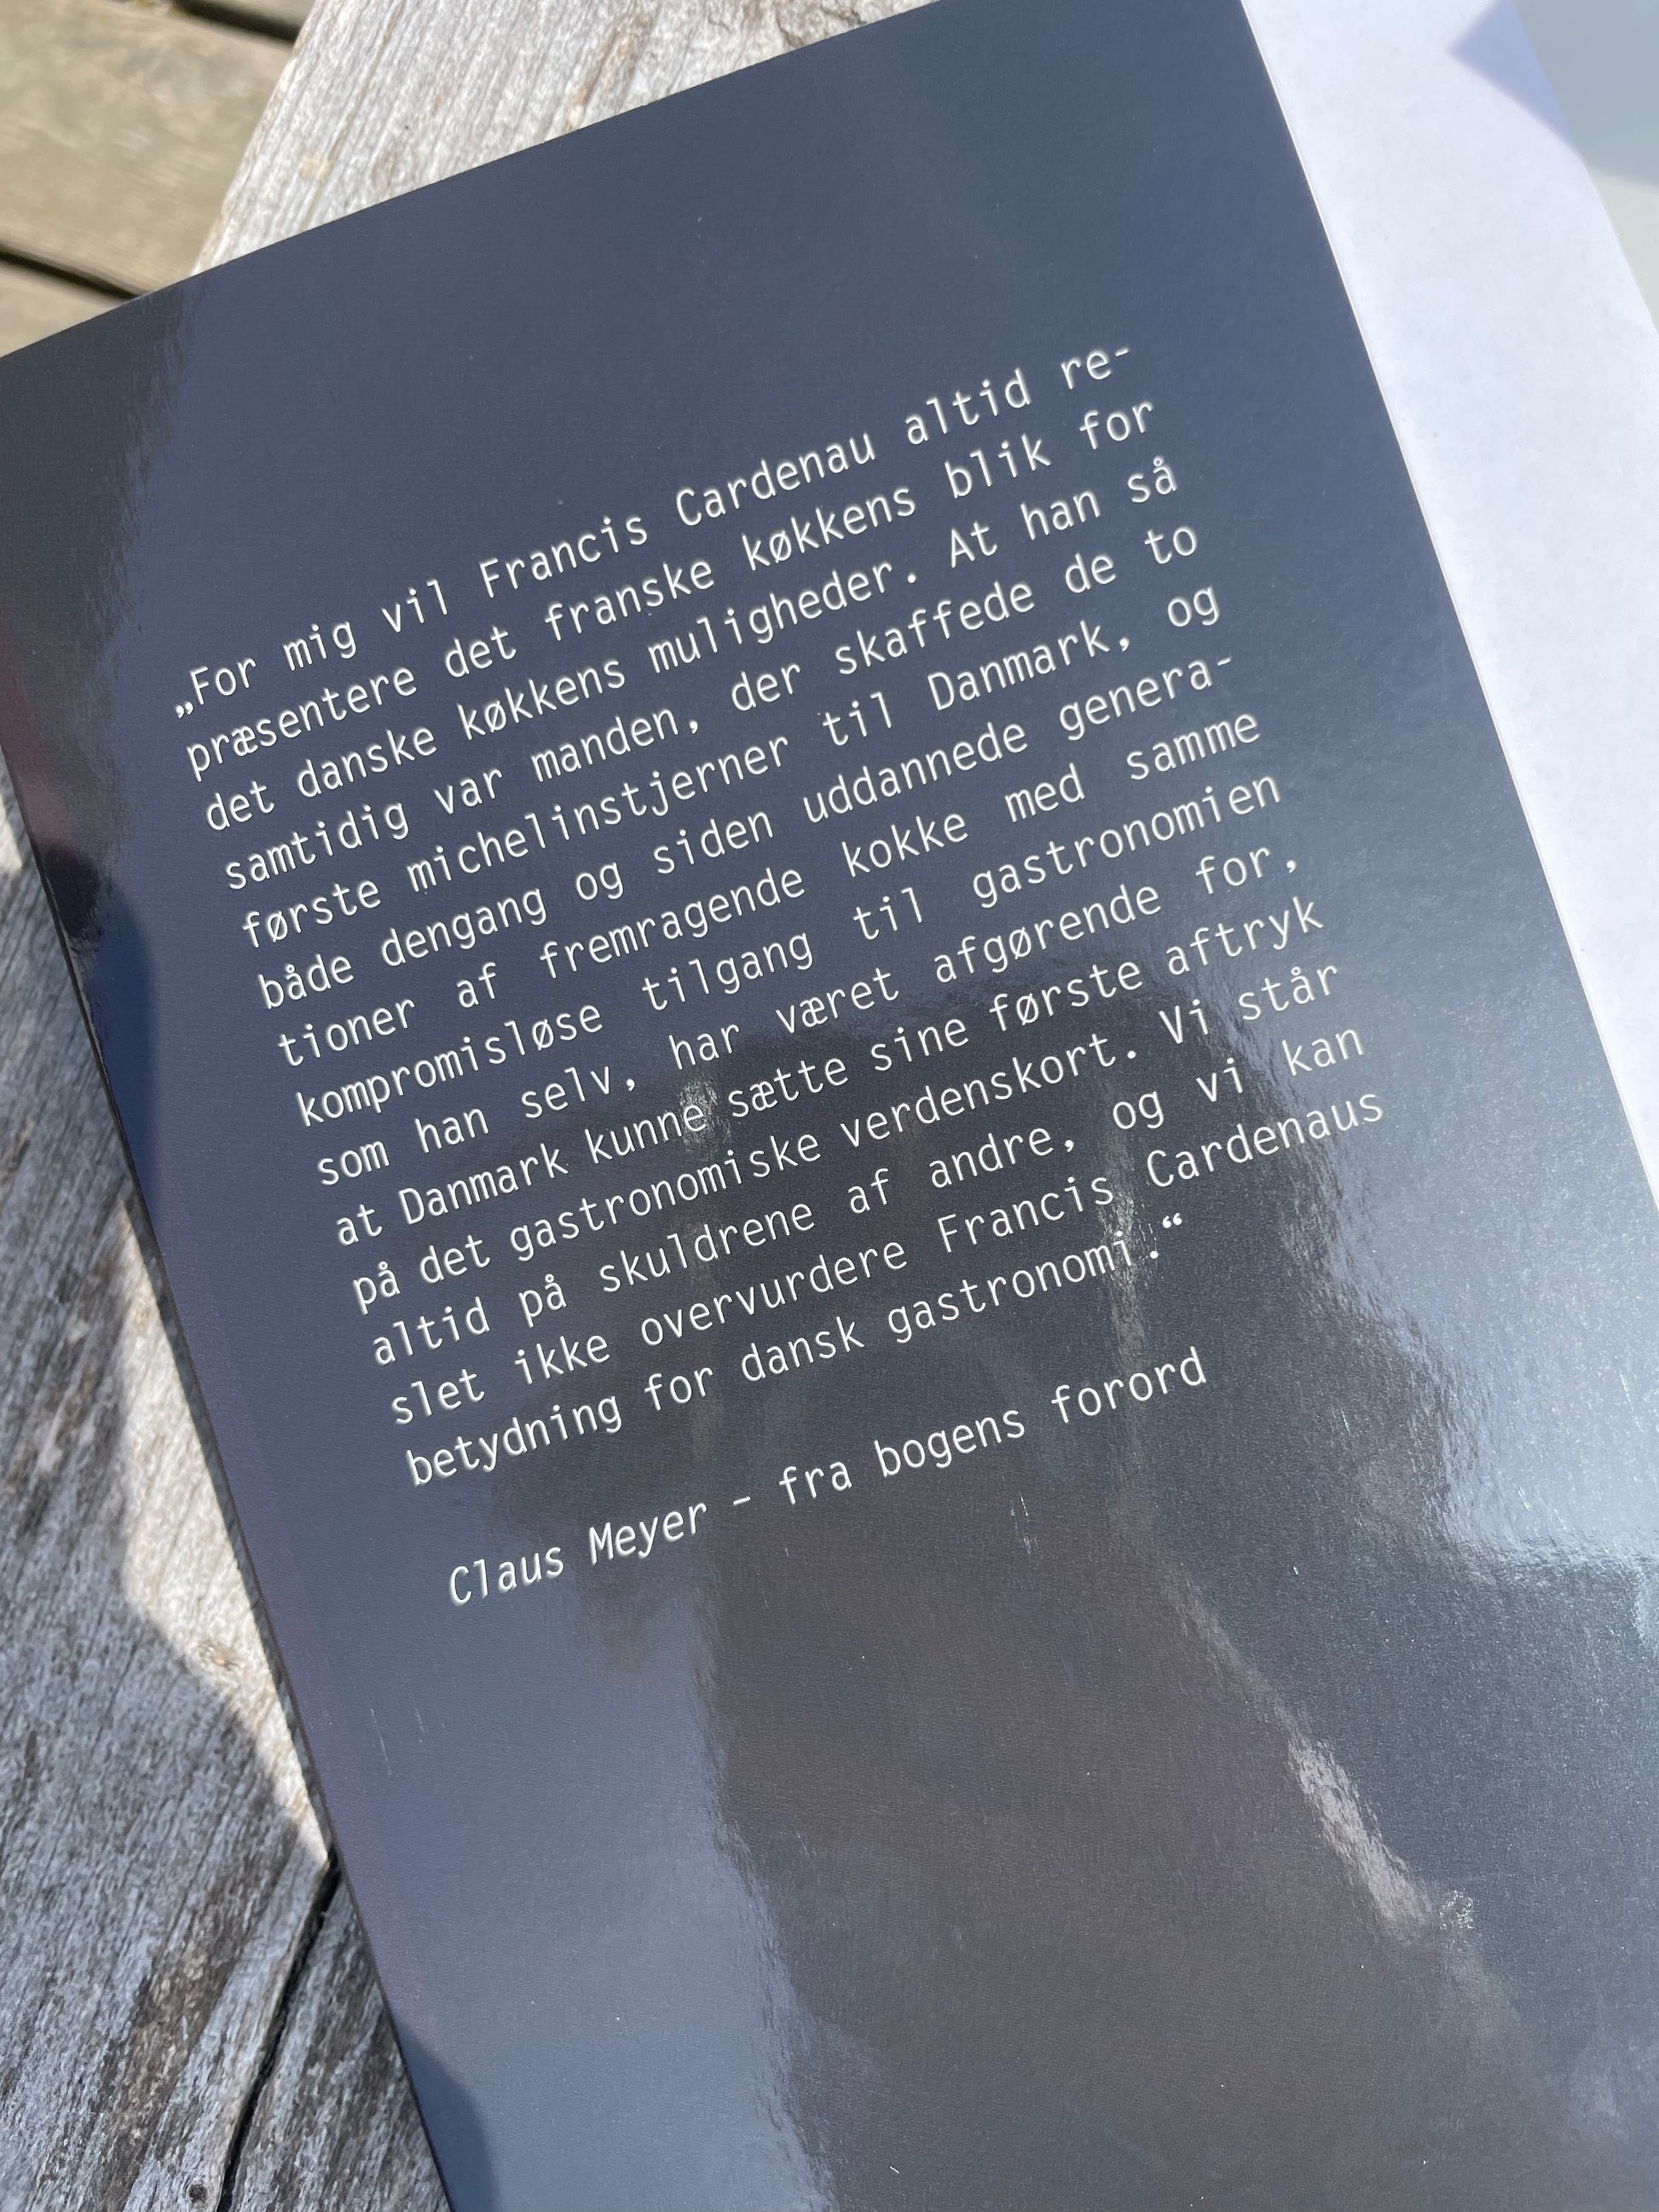 „For mig vil Francis Cardenau altid re-
præsentere det franske køkkens blik for
det danske køkkens muligheder. At han så
samtidig var manden, der skaffede de to
første michelinstjerner til Danmark, og
både dengang og siden uddannede genera-
tioner af fremragende kokke med samme
kompromisløse tilgang til gastronomien
som han selv, har været afgørende for,
at Danmark kunne sætte sine første aftryk
på det gastronomiske verdenskort. Vi står
altid på skuldrene af andre, og vi kan
slet ikke overvurdere Francis Cardenaus
betydning for dansk gastronomi.“
Claus Meyer – fra bogens forord